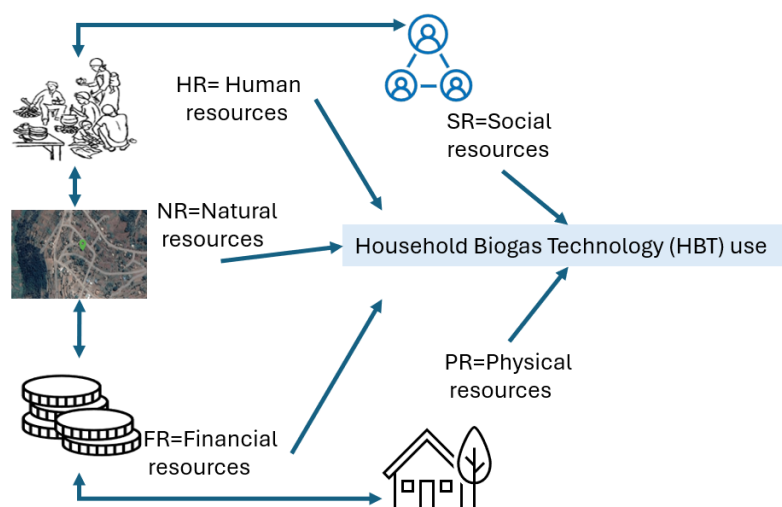 HR= Human
resources
SR=Social
resources
NR=Natural
resources
Household Biogas Technology (HBT) use
PR=Physical
resources
FR=Financial
resources